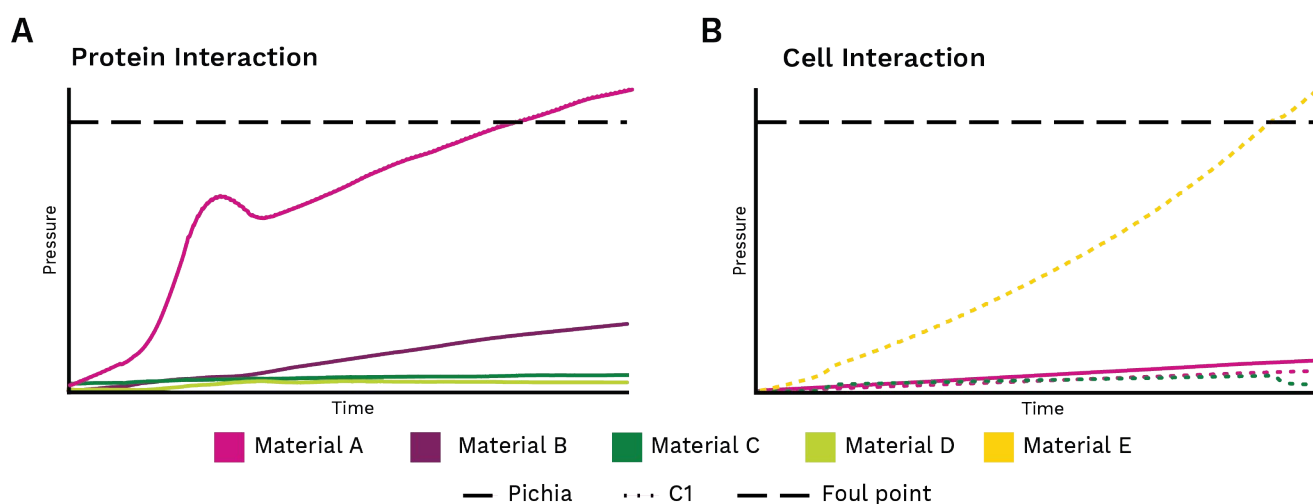 A
Protein Interaction
Pressure
Time
B
Cell Interaction
Pressure
Time
Material A
Material B
Material C
Material D
Material E
Pichia
C1
Foul point